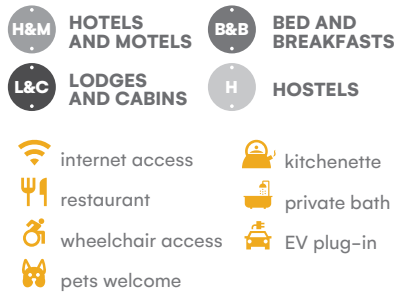 H&M HOTELS
AND MOTELS
B&B BED AND
BREAKFASTS
L&C LODGES
AND CABINS
H HOSTELS
internet access
kitchenette
restaurant
private bath
wheelchair access
EV plug-in
pets welcome